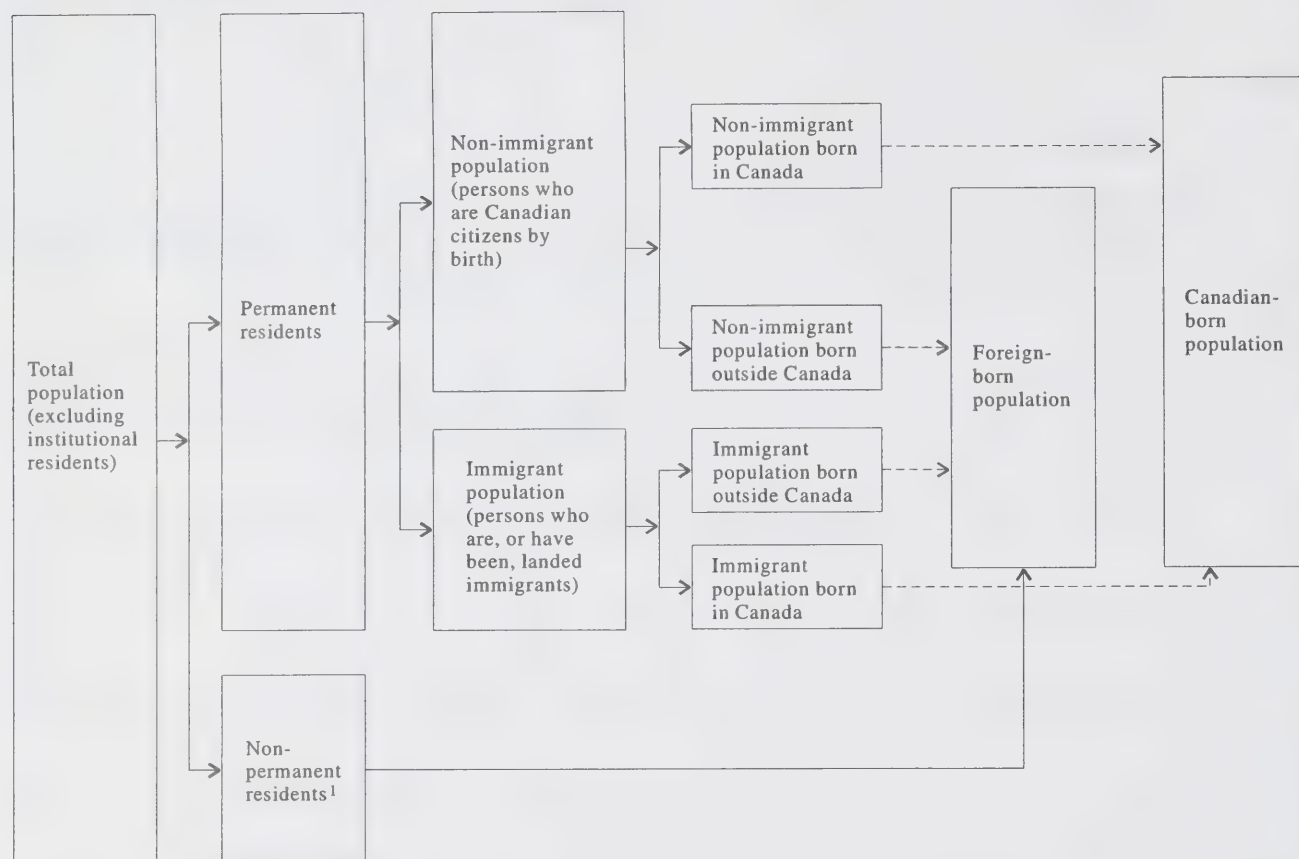 Total
population
(excluding
institutional
residents)
Permanent
residents
Non-
permanent
residents1
Non-immigrant
population
(persons who
are Canadian
citizens by
birth)
Immigrant
population
(persons who
are, or have
been, landed
immigrants)
Non-immigrant
population born
in Canada
Non-immigrant
population born
outside Canada
Immigrant
population born
outside Canada
Immigrant
population born
in Canada
Foreign-
born
population
Canadian-
born
population